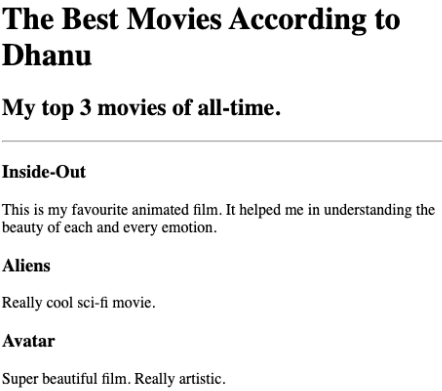 The Best Movies According to
Dhanu
My top 3 movies of all-time.
Inside-Out
This is my favourite animated film. It helped me in understanding the
beauty of each and every emotion.
Aliens
Really cool sci-fi movie.
Avatar
Super beautiful film. Really artistic.